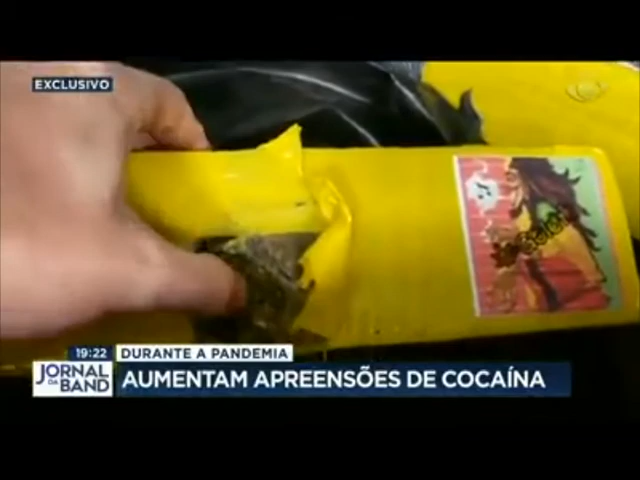 EXCLUSIVO
19:22
DURANTE A PANDEMIA
JORNAL
DA
BAND
AUMENTAM APREENSÕES DE COCAÍNA